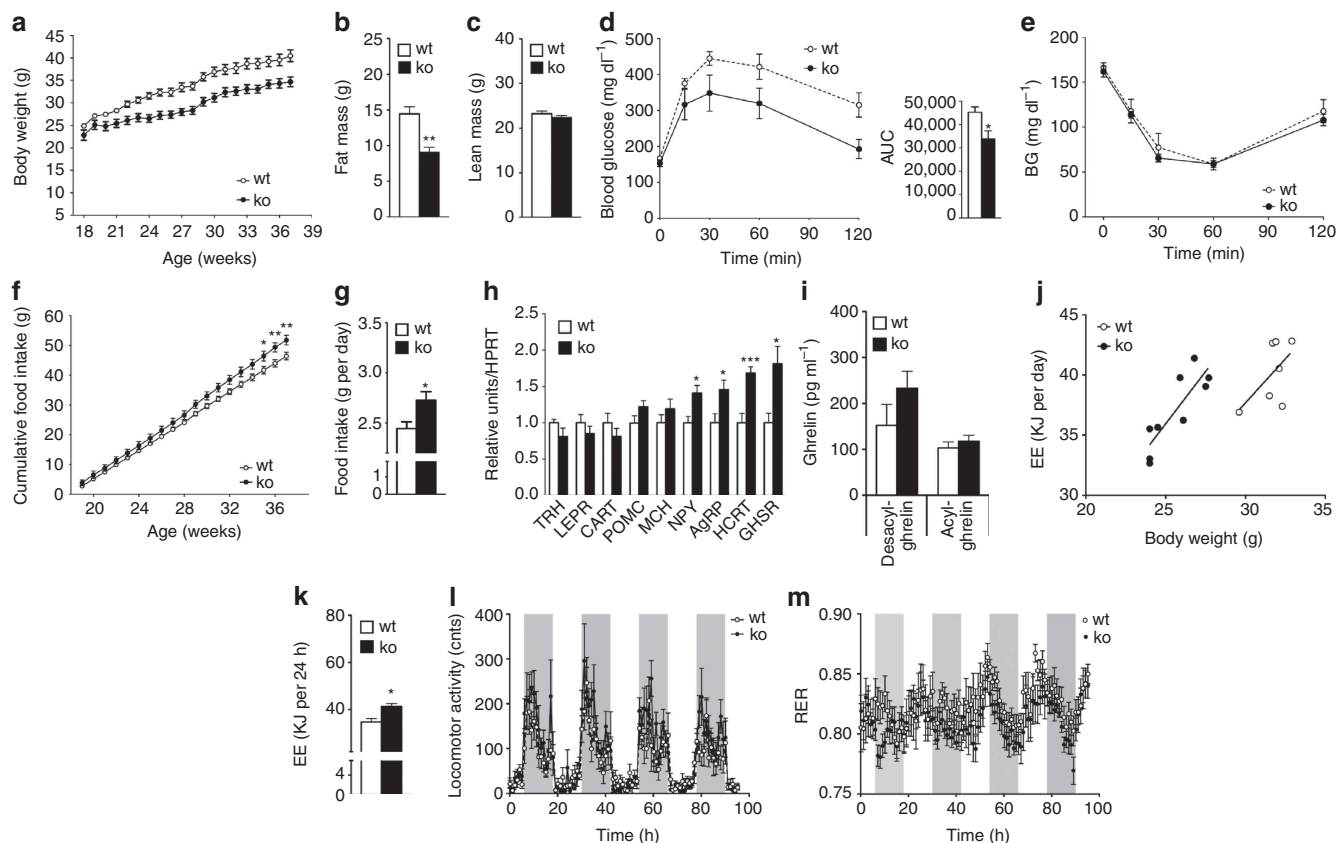 a
Body weight (g)
45
40
35
30
25
20
15
10
5
18 21 24 27 30 33 36 39
Age (weeks)
wt
ko
b
Fat mass (g)
25
20
15
10
5
0
wt
ko
**
c
Lean mass (g)
40
30
20
10
0
wt
ko
d
Blood glucose (mg dl−1)
500
400
300
200
0
0 30 60 90 120
Time (min)
wt
ko
AUC
50,000
40,000
30,000
20,000
10,000
0
*
e
BG (mg dl−1)
200
150
100
50
0
0 30 60 90 120
Time (min)
wt
ko
f
Cumulative food intake (g)
60
50
40
30
20
10
0
20 24 28 32 36
Age (weeks)
* ** **
wt
ko
g
Food intake (g per day)
3.5
3.0
2.5
1
0
wt
ko
*
h
Relative units/HPRT
2.5
2.0
1.5
1.0
0.5
0.0
wt
ko
* * *** *
TRH LEPR CART POMC MCH NPY AgRP HCRT GHSR
i
Ghrelin (pg ml−1)
400
300
200
100
0
wt
ko
Desacyl-
ghrelin
Acyl-
ghrelin
j
EE (KJ per day)
45
40
35
30
20 25 30 35
Body weight (g)
wt
ko
k
EE (KJ per 24 h)
80
60
40
4
0
wt
ko
*
l
Locomotor activity (cnts)
400
300
200
100
0
0 20 40 60 80 100
Time (h)
wt
ko
m
RER
0.90
0.85
0.80
0.75
0 20 40 60 80 100
Time (h)
wt
ko